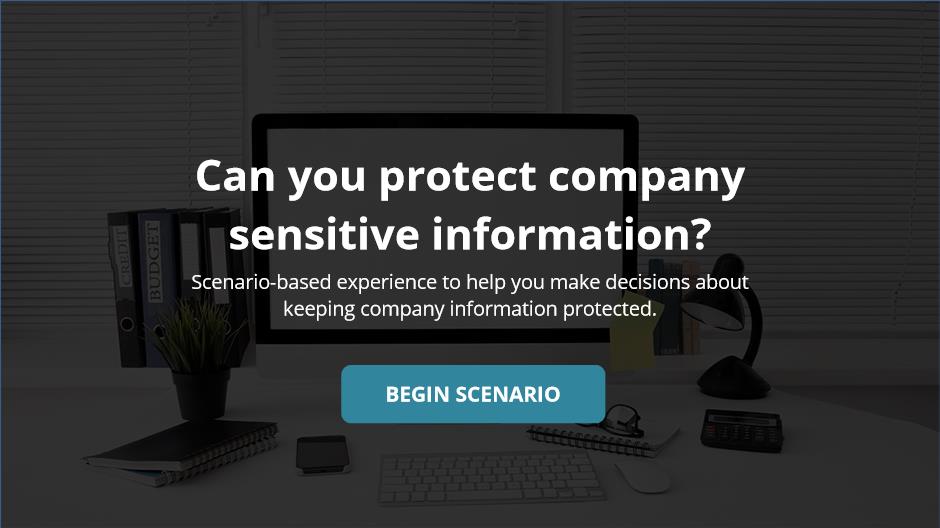 Can you protect company
sensitive information?
Scenario-based experience to help you make decisions about
keeping company information protected.
BEGIN SCENARIO
CREDIT
BUDGET